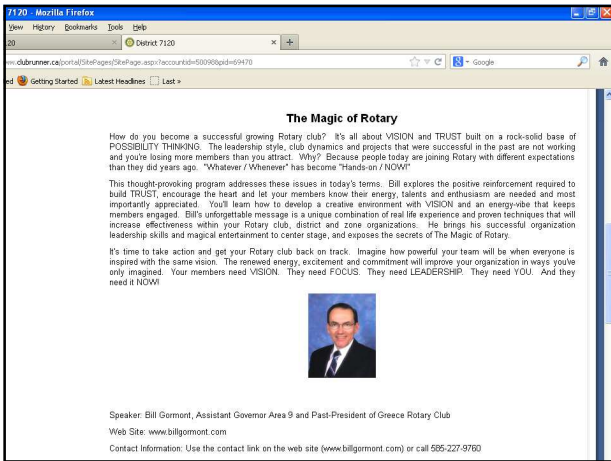 7120 - Mozilla Firefox
View History Bookmarks Tools Help
20 × District 7120 × +
www.clubrunner.ca/portal/SitePages/SitePage.aspx?accountid=50098&pid=69470 Google
ed Getting Started Latest Headlines Last »
The Magic of Rotary
How do you become a successful growing Rotary club? It's all about VISION and TRUST built on a rock-solid base of
POSSIBILITY THINKING. The leadership style, club dynamics and projects that were successful in the past are not working
and you're losing more members than you attract. Why? Because people today are joining Rotary with different expectations
than they did years ago. "Whatever / Whenever" has become "Hands-on / NOW!"
This thought-provoking program addresses these issues in today's terms. Bill explores the positive reinforcement required to
build TRUST, encourage the heart and let your members know their energy, talents and enthusiasm are needed and most
importantly appreciated. You'll learn how to develop a creative environment with VISION and an energy-vibe that keeps
members engaged. Bill's unforgettable message is a unique combination of real life experience and proven techniques that will
increase effectiveness within your Rotary club, district and zone organizations. He brings his successful organization
leadership skills and magical entertainment to center stage, and exposes the secrets of The Magic of Rotary.
It's time to take action and get your Rotary club back on track. Imagine how powerful your team will be when everyone is
inspired with the same vision. The renewed energy, excitement and commitment will improve your organization in ways you've
only imagined. Your members need VISION. They need FOCUS. They need LEADERSHIP. They need YOU. And they
need it NOW!
Speaker: Bill Gormont, Assistant Governor Area 9 and Past-President of Greece Rotary Club
Web Site: www.billgormont.com
Contact Information: Use the contact link on the web site (www.billgormont.com) or call 585-227-9760